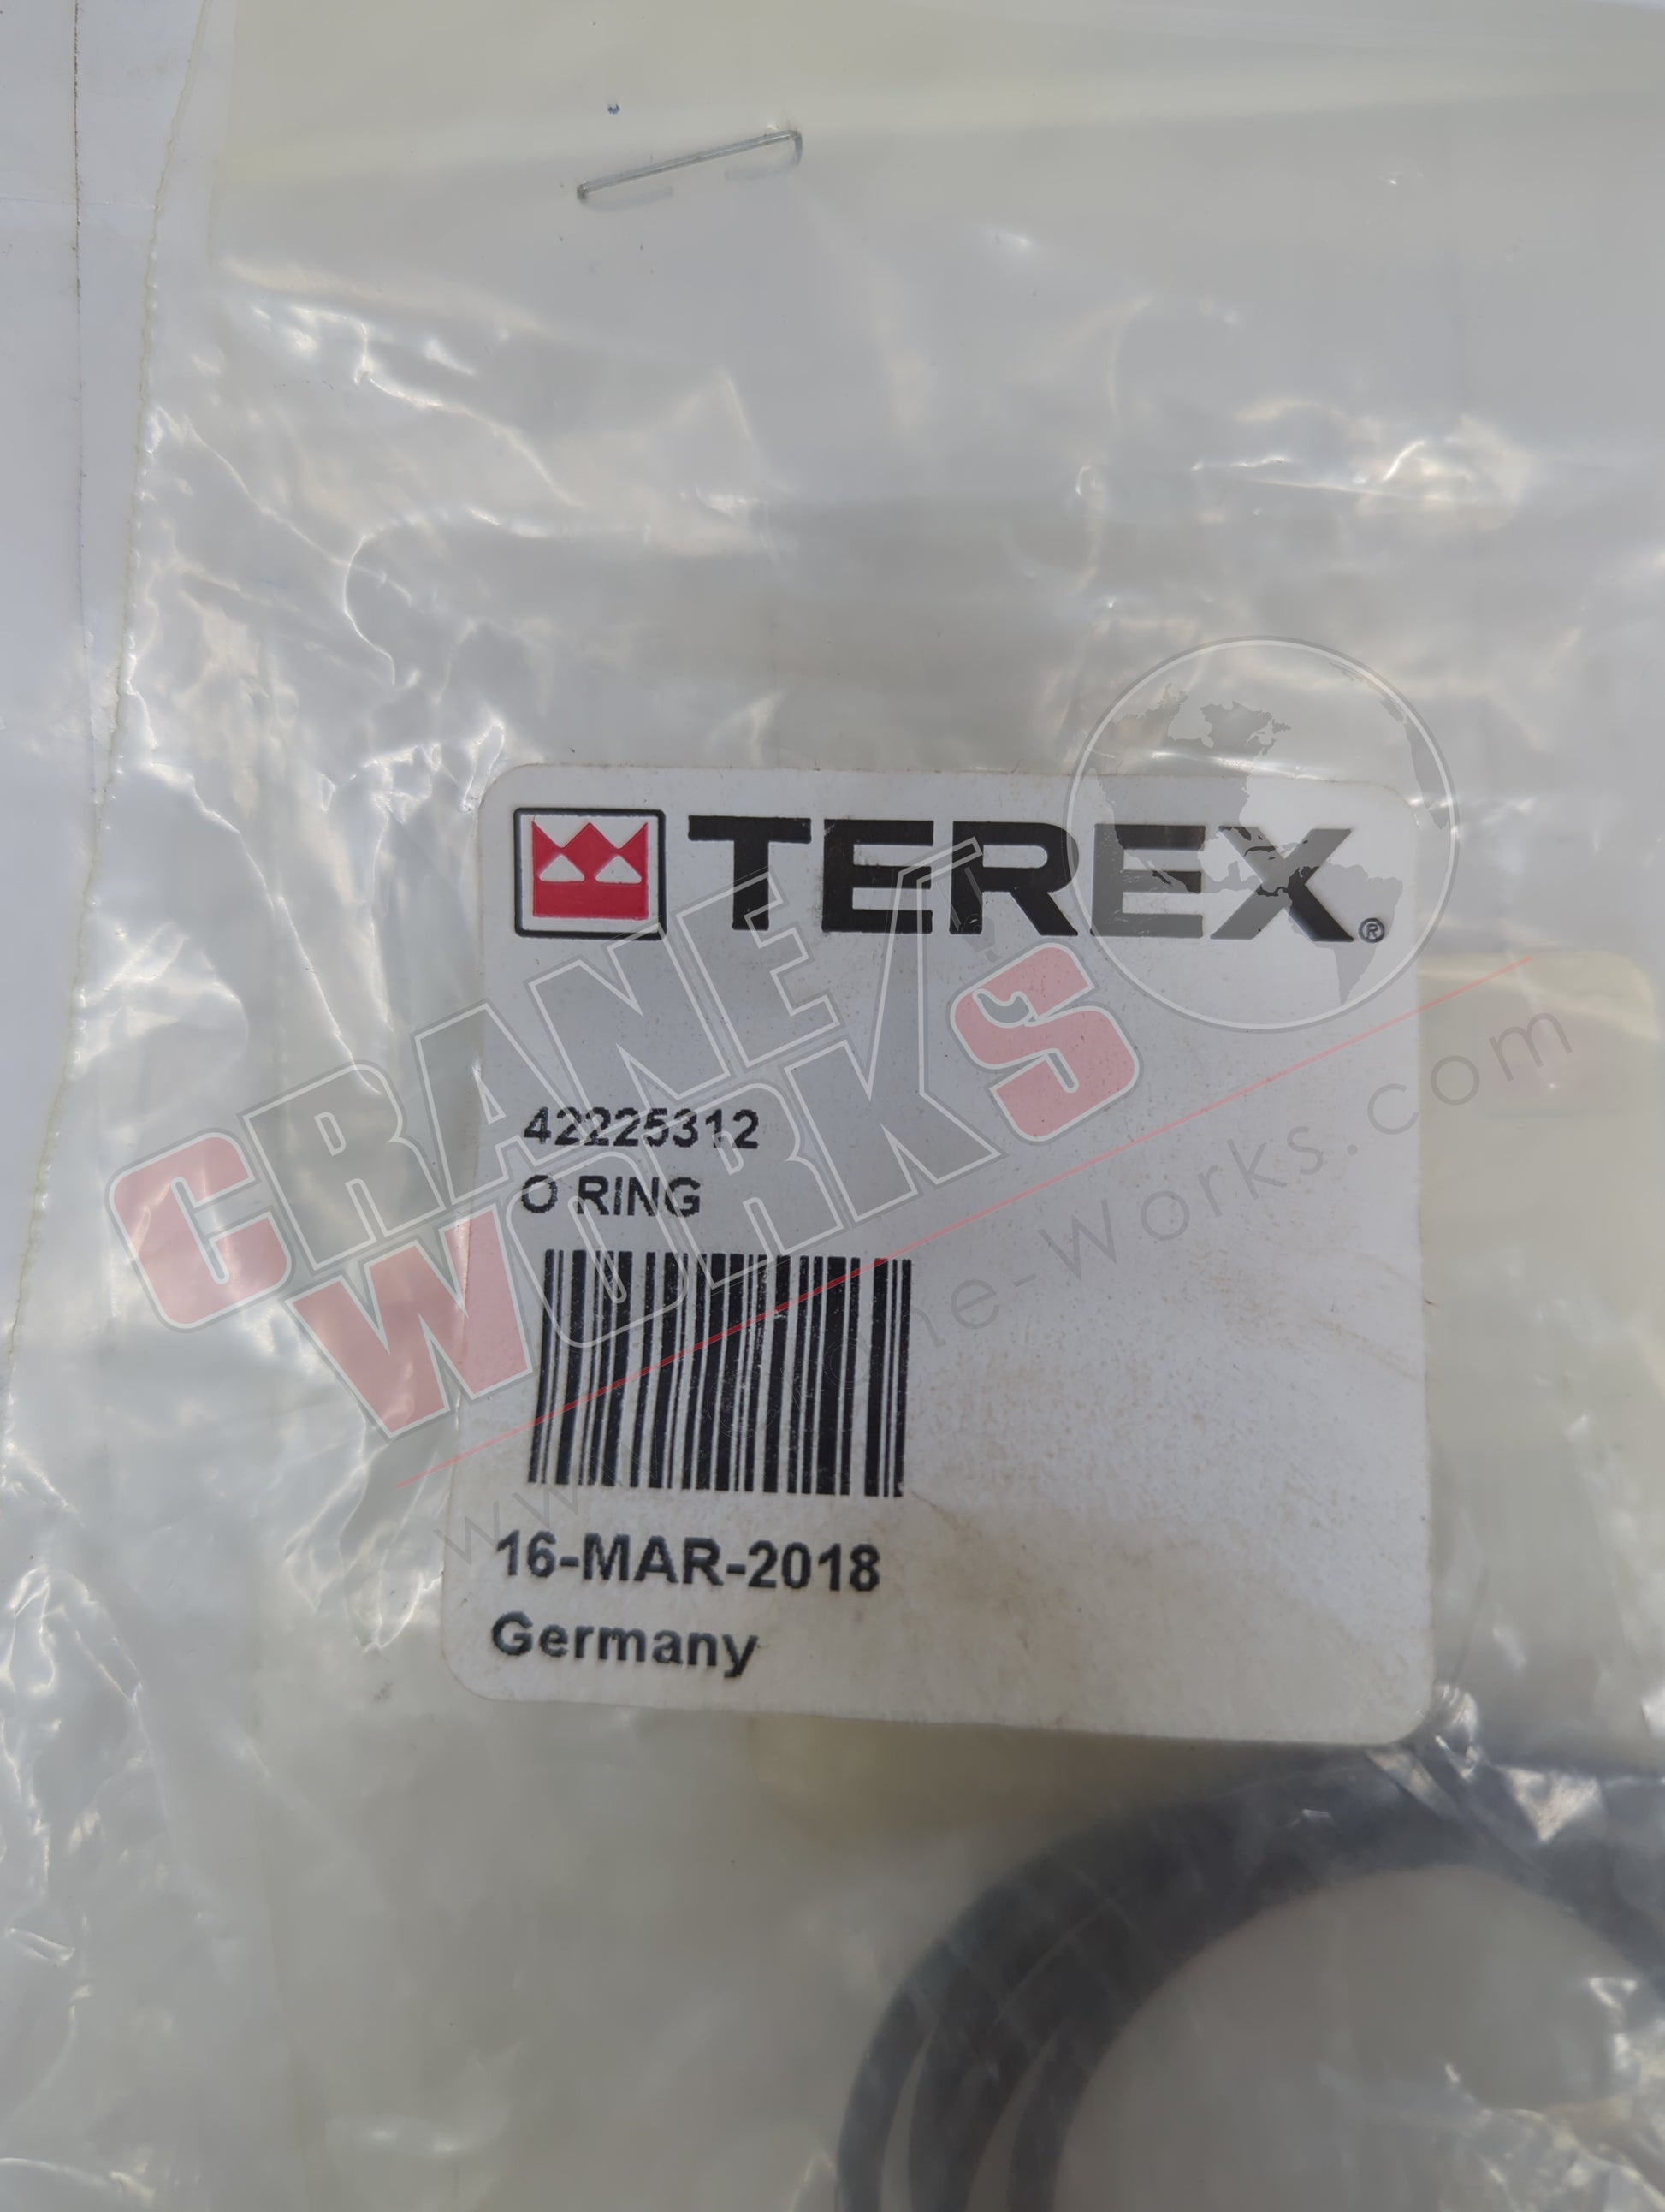 TEREX®
CRANE WORKS
42225312
O RING
www.crane-works.com
16-MAR-2018
Germany